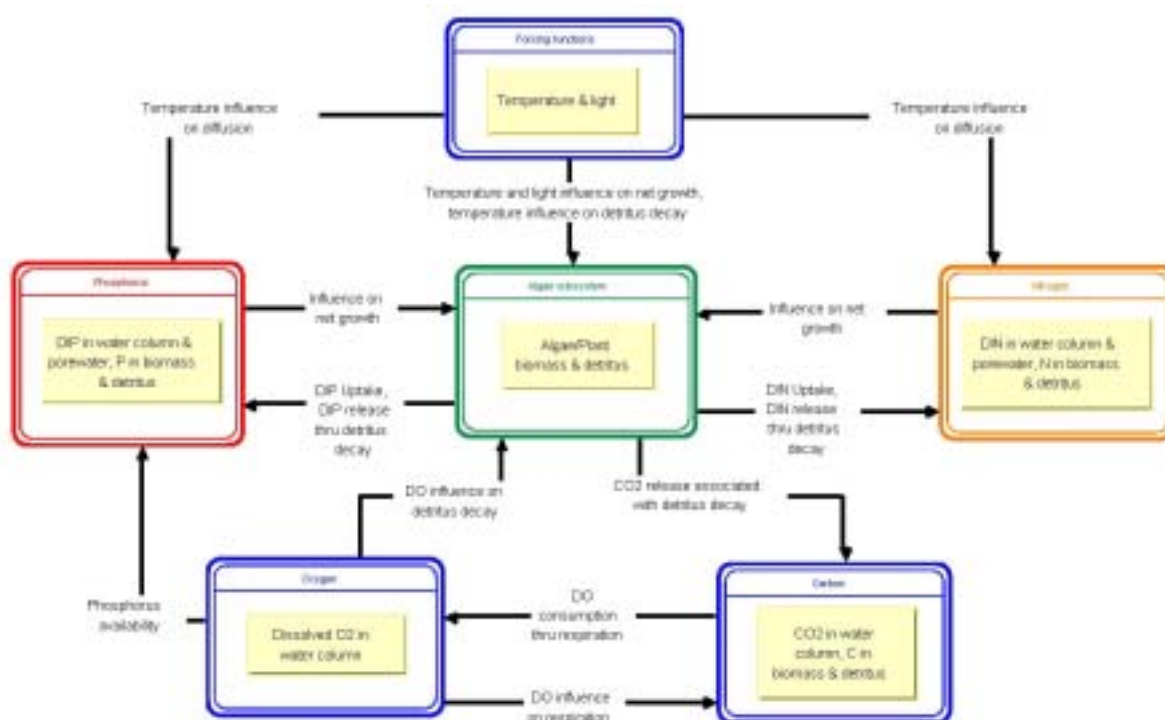 Forcing functions
Temperature & light
Temperature influence
on diffusion
Temperature influence
on diffusion
Temperature and light influence on net growth,
temperature influence on detritus decay
Phosphorus
DIP in water column &
porewater, P in biomass
& detritus
Influence on
net growth
DIP Uptake,
DIP release
thru detritus
decay
Algae subsystem
Algae/Plant
biomass & detritus
Influence on net
growth
DIN Uptake,
DIN release
thru detritus
decay
Nitrogen
DIN in water column &
porewater, N in biomass
& detritus
DO influence on
detritus decay
CO2 release associated
with detritus decay
Phosphorus
availability
Oxygen
Dissolved O2 in
water column
DO
consumption
thru respiration
DO influence
on respiration
Carbon
CO2 in water
column, C in
biomass & detritus